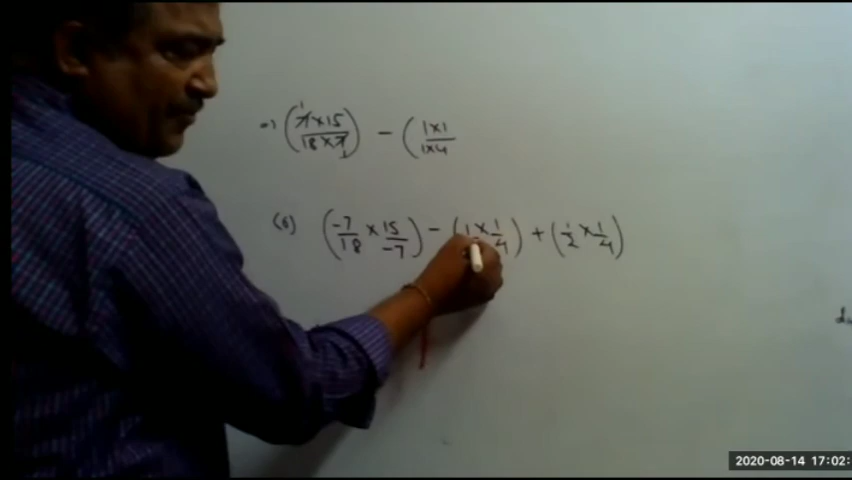 a) (7×15/18×7) - (1×1/1×4
(b) (-7/18 × 15/-7) - (1 × 1/4) + (1/2 × 1/4)
2020-08-14 17:02: